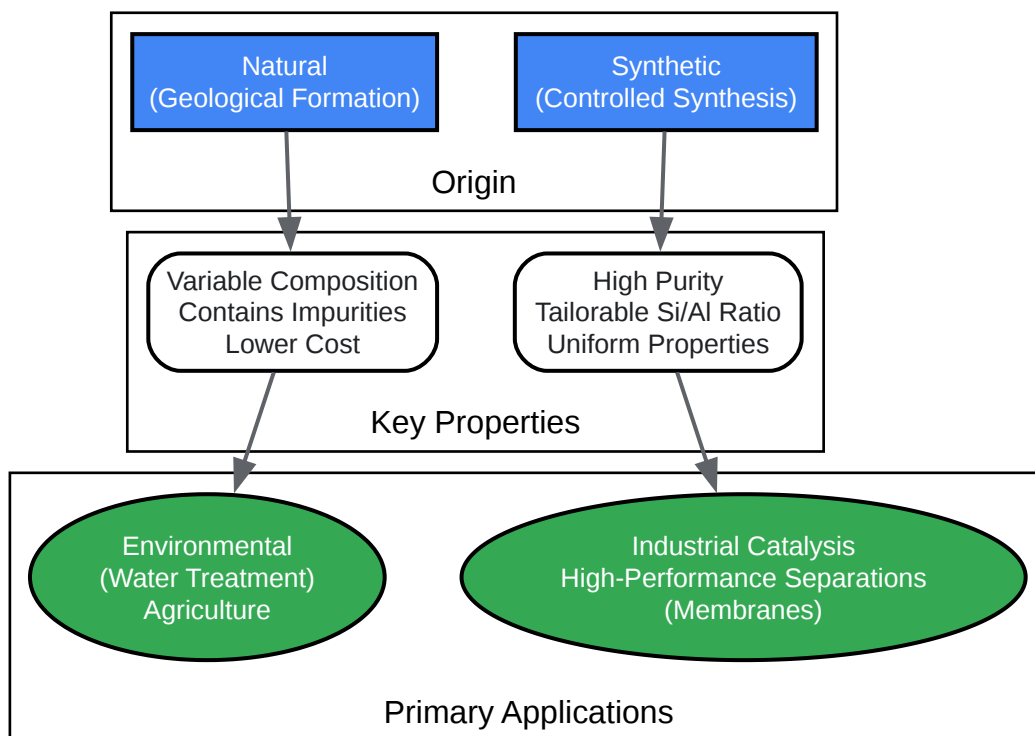 Natural
(Geological Formation)
Synthetic
(Controlled Synthesis)
Origin
Variable Composition
Contains Impurities
Lower Cost
High Purity
Tailorable Si/Al Ratio
Uniform Properties
Key Properties
Environmental
(Water Treatment)
Agriculture
Industrial Catalysis
High-Performance Separations
(Membranes)
Primary Applications